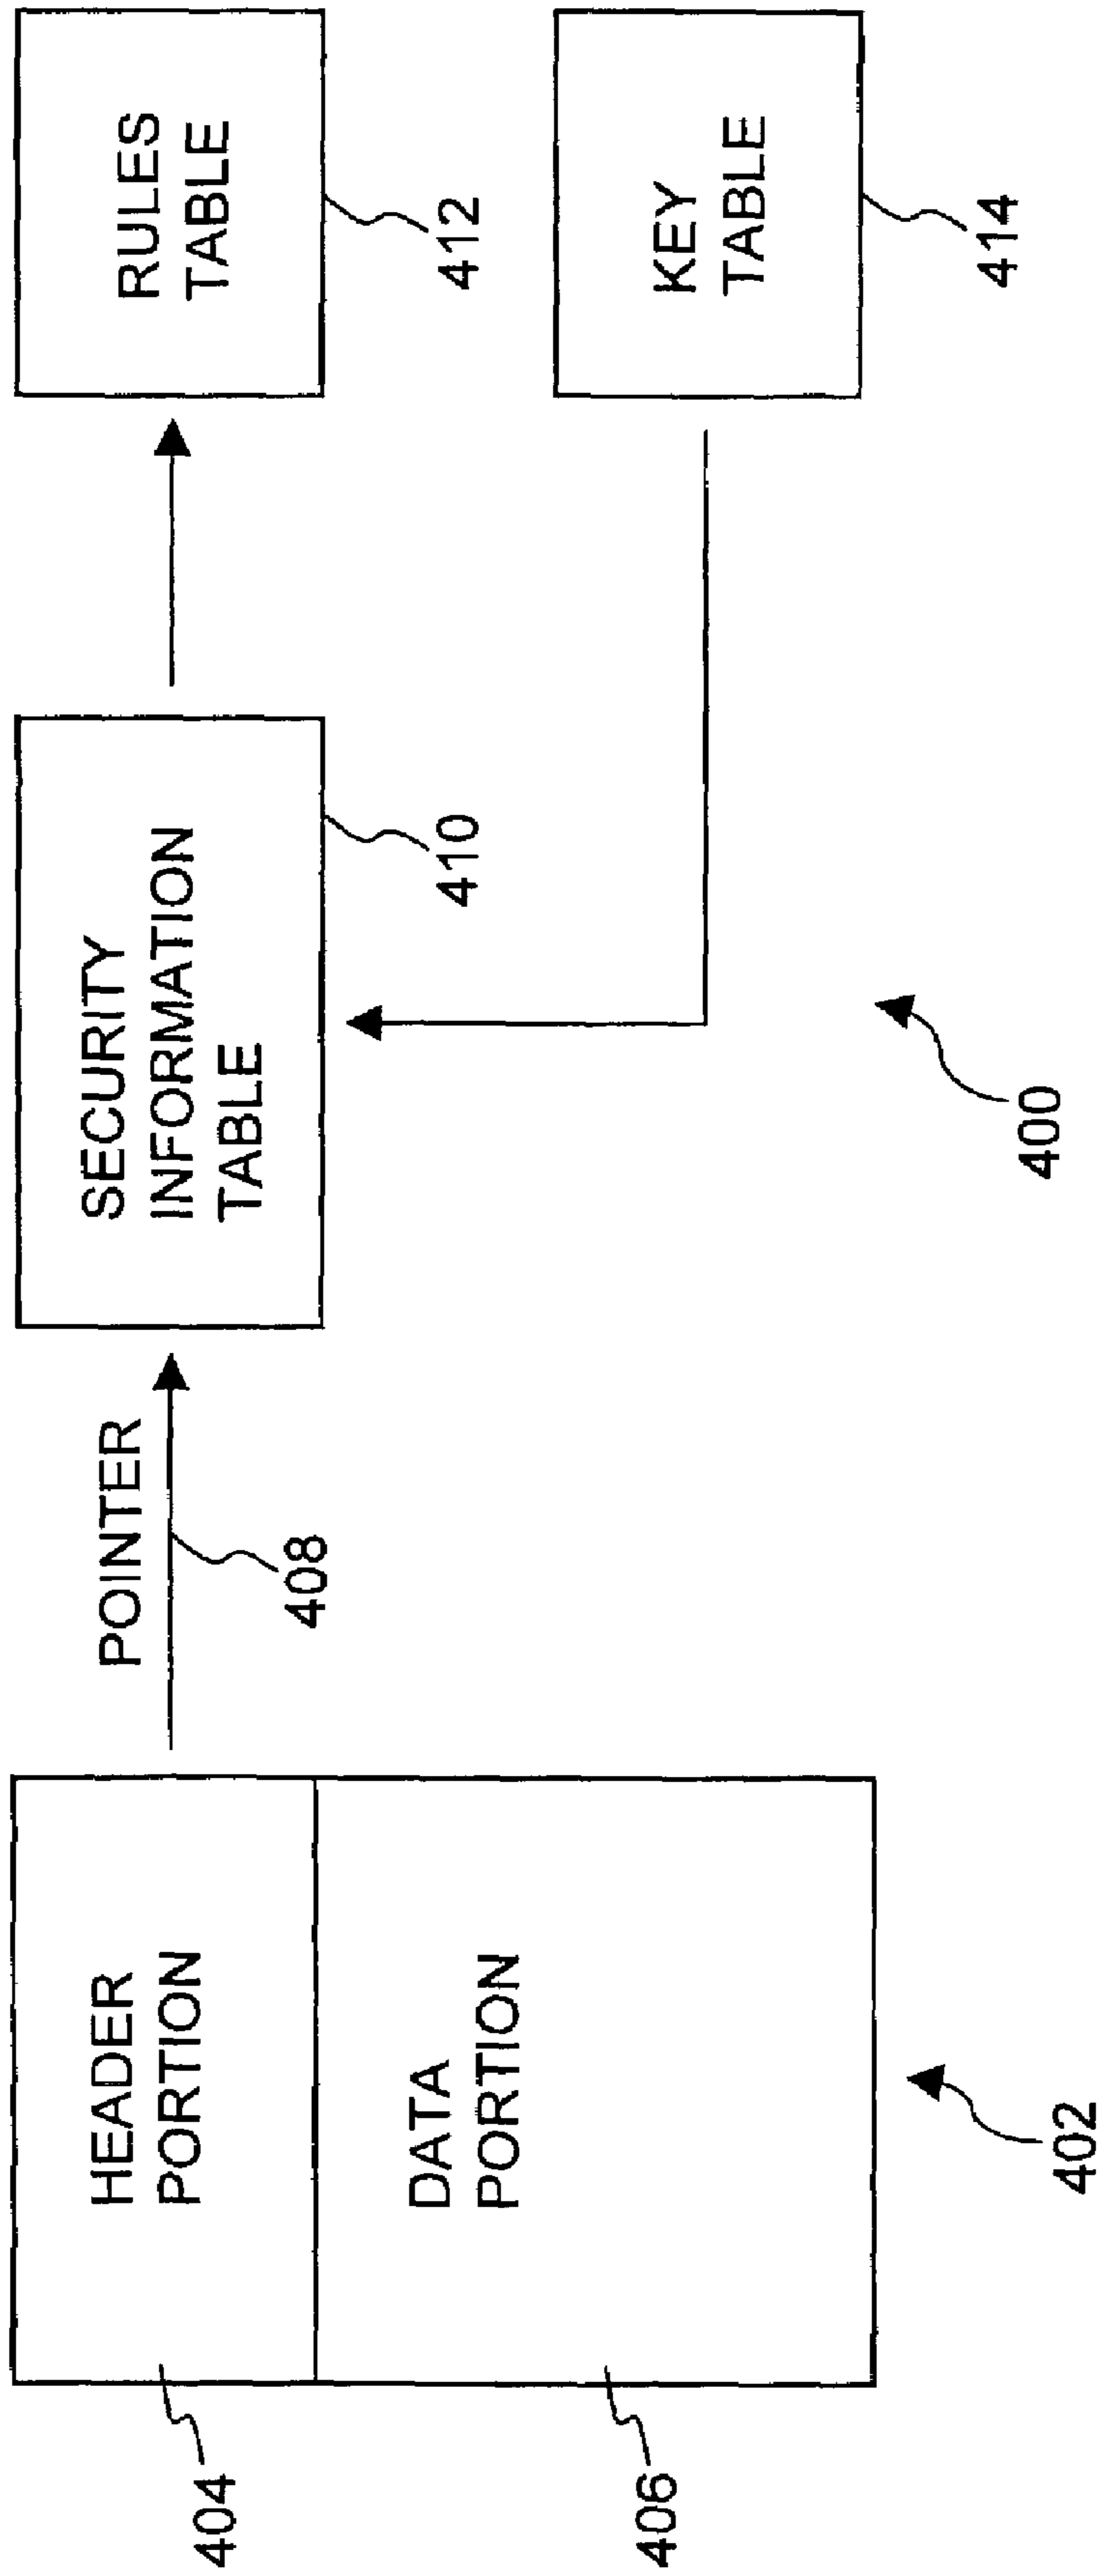 HEADER
PORTION
404
DATA
PORTION
406
402
POINTER
408
SECURITY
INFORMATION
TABLE
410
RULES
TABLE
412
KEY
TABLE
414
400